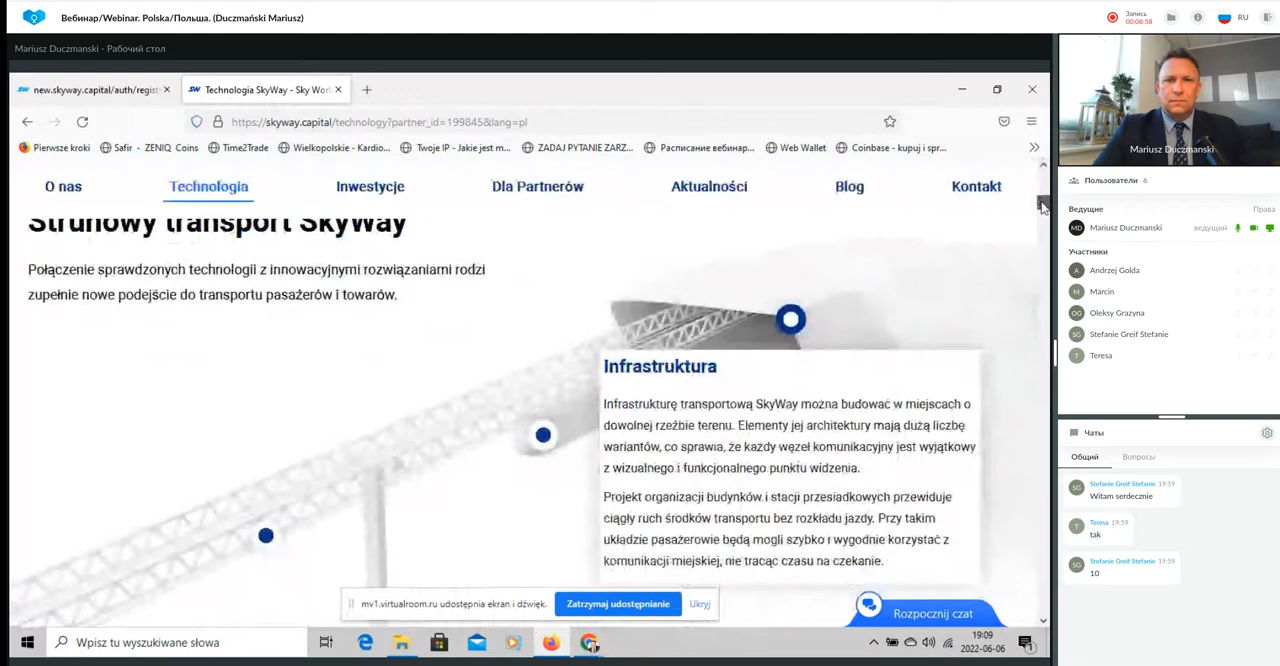 Вебинар/Webinar. Polska/Польша. (Duczmański Mariusz)
Запись
00:08:58
RU
Mariusz Duczmanski - Рабочий стол
new.skyway.capital/auth/regist
Technologia SkyWay - Sky Worl
https://skyway.capital/technology?partner_id=199845&lang=pl
Pierwsze kroki
Safir - ZENIQ Coins
Time2Trade
Wielkopolskie - Kardio...
Twoje IP - Jakie jest m...
ZADAJ PYTANIE ZARZ...
Расписание вебинар...
Web Wallet
Coinbase - kupuj i spr...
O nas
Technologia
Inwestycje
Dla Partnerów
Aktualności
Blog
Kontakt
Strunowy transport SkyWay
Połączenie sprawdzonych technologii z innowacyjnymi rozwiązaniami rodzi
zupełnie nowe podejście do transportu pasażerów i towarów.
Infrastruktura
Infrastrukturę transportową SkyWay można budować w miejscach o
dowolnej rzeźbie terenu. Elementy jej architektury mają dużą liczbę
wariantów, co sprawia, że każdy węzeł komunikacyjny jest wyjątkowy
z wizualnego i funkcjonalnego punktu widzenia.
Projekt organizacji budynków i stacji przesiadkowych przewiduje
ciągły ruch środków transportu bez rozkładu jazdy. Przy takim
układzie pasażerowie będą mogli szybko i wygodnie korzystać z
komunikacji miejskiej, nie tracąc czasu na czekanie.
mv1.virtualroom.ru udostępnia ekran i dźwięk.
Zatrzymaj udostępnianie
Ukryj
Rozpocznij czat
Wpisz tu wyszukiwane słowa
19:09
2022-06-06
1
Mariusz Duczmanski
Пользователи 6
Ведущие
Права
MD
Mariusz Duczmanski
ведущий
Участники
A
Andrzej Golda
M
Marcin
OG
Oleksy Grazyna
SG
Stefanie Greif Stefanie
T
Teresa
Чаты
Общий
Вопросы
SG
Stefanie Greif Stefanie 19:59
Witam serdecznie
T
Teresa 19:59
tak
SG
Stefanie Greif Stefanie 19:59
10